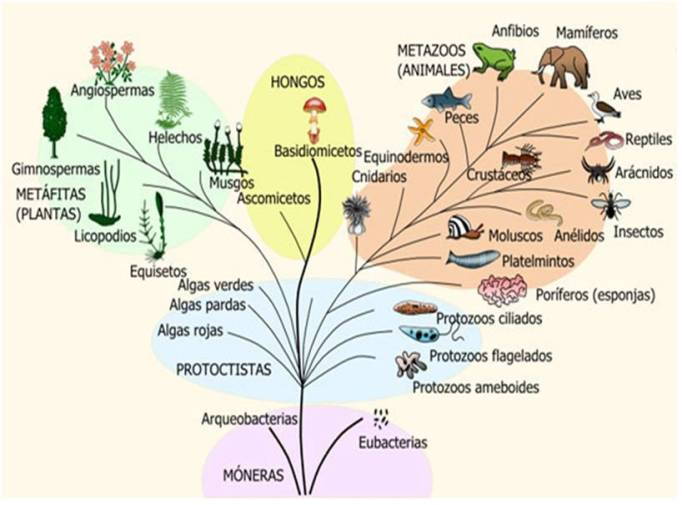 Anfibios
Mamíferos
METAZOOS
(ANIMALES)
HONGOS
Angiospermas
Aves
Peces
Helechos
Reptiles
Basidiomicetos
Equinodermos
Gimnospermas
Cnidarios
Crustáceos
Arácnidos
Musgos
METÁFITAS
(PLANTAS)
Ascomicetos
Licopodios
Moluscos
Anélidos
Insectos
Equisetos
Platelmintos
Algas verdes
Poríferos (esponjas)
Algas pardas
Protozoos ciliados
Algas rojas
Protozoos flagelados
PROTOCTISTAS
Protozoos ameboides
Arqueobacterias
Eubacterias
MÓNERAS